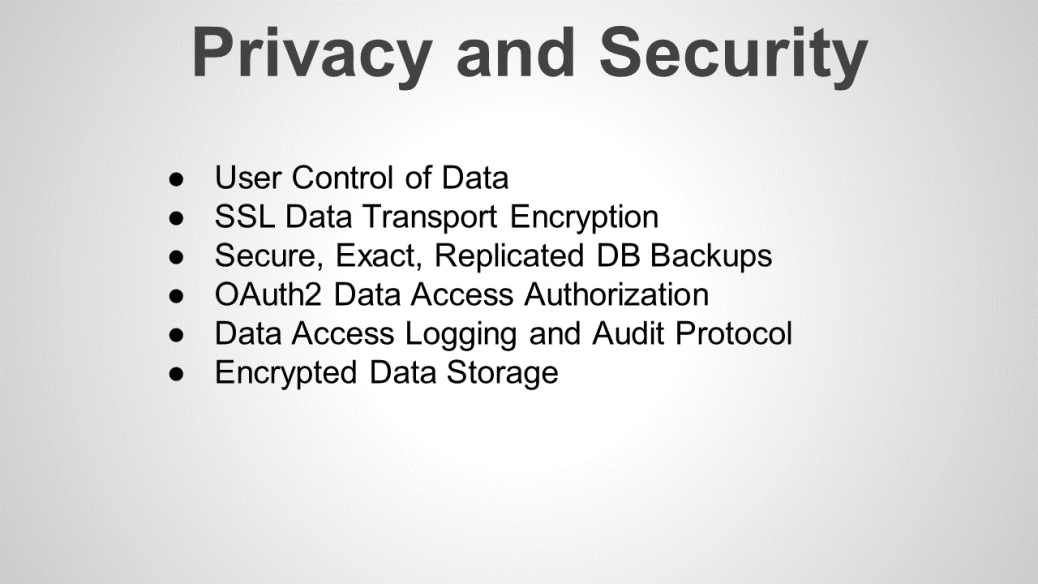 Privacy and Security
● User Control of Data
● SSL Data Transport Encryption
● Secure, Exact, Replicated DB Backups
● OAuth2 Data Access Authorization
● Data Access Logging and Audit Protocol
● Encrypted Data Storage